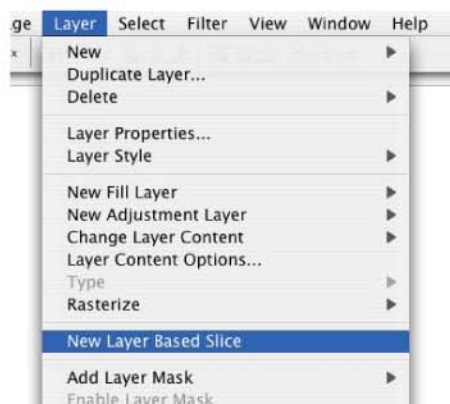 ge Layer Select Filter View Window Help
New
Duplicate Layer...
Delete
Layer Properties...
Layer Style
New Fill Layer
New Adjustment Layer
Change Layer Content
Layer Content Options...
Type
Rasterize
New Layer Based Slice
Add Layer Mask
Enable Layer Mask